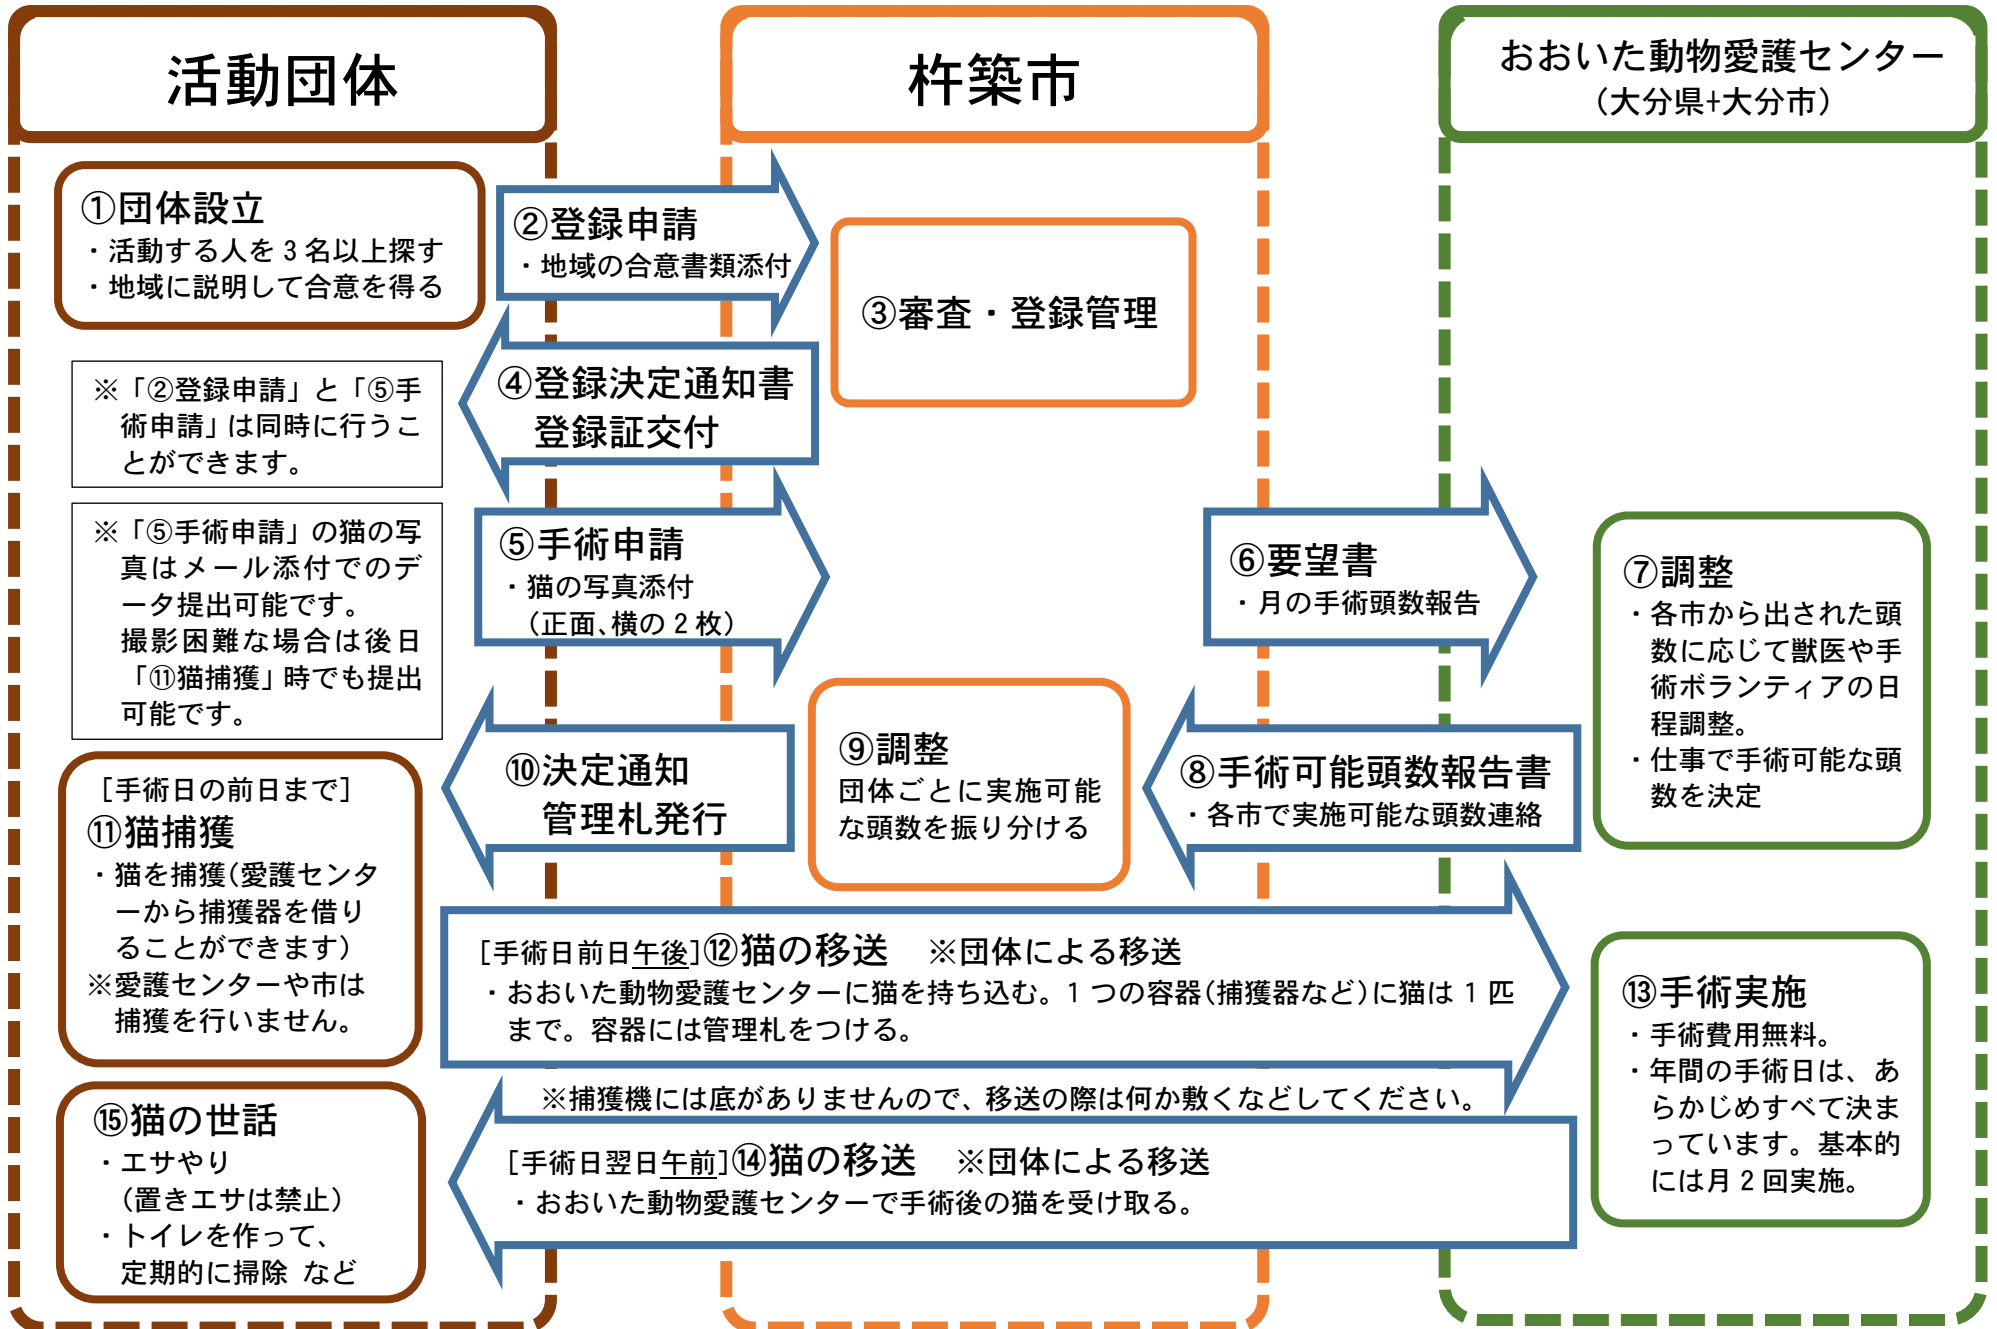 活動団体
杵築市
おおいた動物愛護センター
（大分県+大分市）
①団体設立
・活動する人を３名以上探す
・地域に説明して合意を得る
②登録申請
・地域の合意書類添付
③審査・登録管理
④登録決定通知書
登録証交付
※「②登録申請」と「⑤手
術申請」は同時に行うこ
とができます。
※「⑤手術申請」の猫の写
真はメール添付でのデ
ータ提出可能です。
撮影困難な場合は後日
「⑪猫捕獲」時でも提出
可能です。
⑤手術申請
・猫の写真添付
（正面、横の２枚）
⑥要望書
・月の手術頭数報告
⑦調整
・各市から出された頭
数に応じて獣医や手
術ボランティアの日
程調整。
・仕事で手術可能な頭
数を決定
⑧手術可能頭数報告書
・各市で実施可能な頭数連絡
⑨調整
団体ごとに実施可能
な頭数を振り分ける
⑩決定通知
管理札発行
［手術日の前日まで］
⑪猫捕獲
・猫を捕獲（愛護センタ
ーから捕獲器を借り
ることができます）
※愛護センターや市は
捕獲を行いません。
［手術日前日午後］⑫猫の移送　※団体による移送
・おおいた動物愛護センターに猫を持ち込む。１つの容器（捕獲器など）に猫は１匹
まで。容器には管理札をつける。
※捕獲機には底がありませんので、移送の際は何か敷くなどしてください。
⑬手術実施
・手術費用無料。
・年間の手術日は、あ
らかじめすべて決ま
っています。基本的
には月２回実施。
［手術日翌日午前］⑭猫の移送　※団体による移送
・おおいた動物愛護センターで手術後の猫を受け取る。
⑮猫の世話
・エサやり
（置きエサは禁止）
・トイレを作って、
定期的に掃除 など